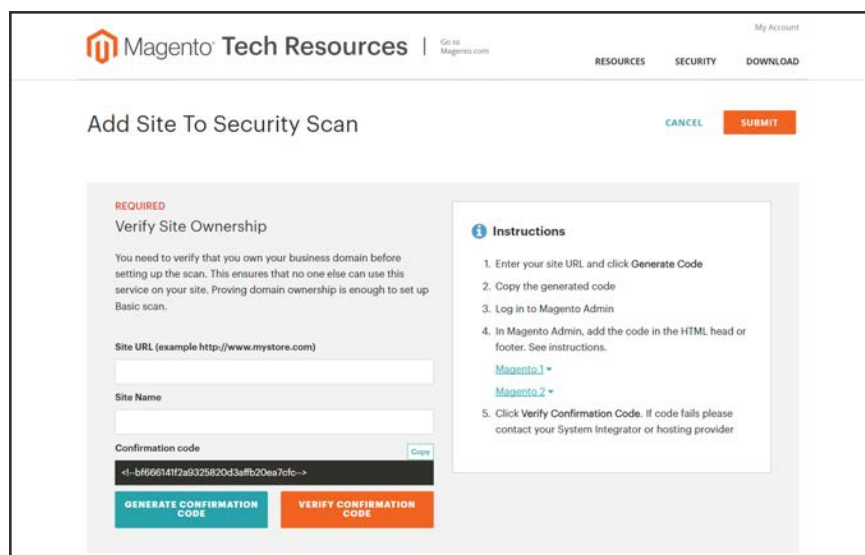 My Account
Magento Tech Resources | Go to
Magento.com
RESOURCES SECURITY DOWNLOAD
Add Site To Security Scan
CANCEL SUBMIT
REQUIRED
Verify Site Ownership
You need to verify that you own your business domain before
setting up the scan. This ensures that no one else can use this
service on your site. Proving domain ownership is enough to set up
Basic scan.
Site URL (example http://www.mystore.com)
Site Name
Confirmation code
Copy
<!--bf666141f2a9325820d3affb20ea7cfc-->
GENERATE CONFIRMATION
CODE
VERIFY CONFIRMATION
CODE
Instructions
1. Enter your site URL and click Generate Code
2. Copy the generated code
3. Log in to Magento Admin
4. In Magento Admin, add the code in the HTML head or
footer. See instructions.
Magento 1
Magento 2
5. Click Verify Confirmation Code. If code fails please
contact your System Integrator or hosting provider